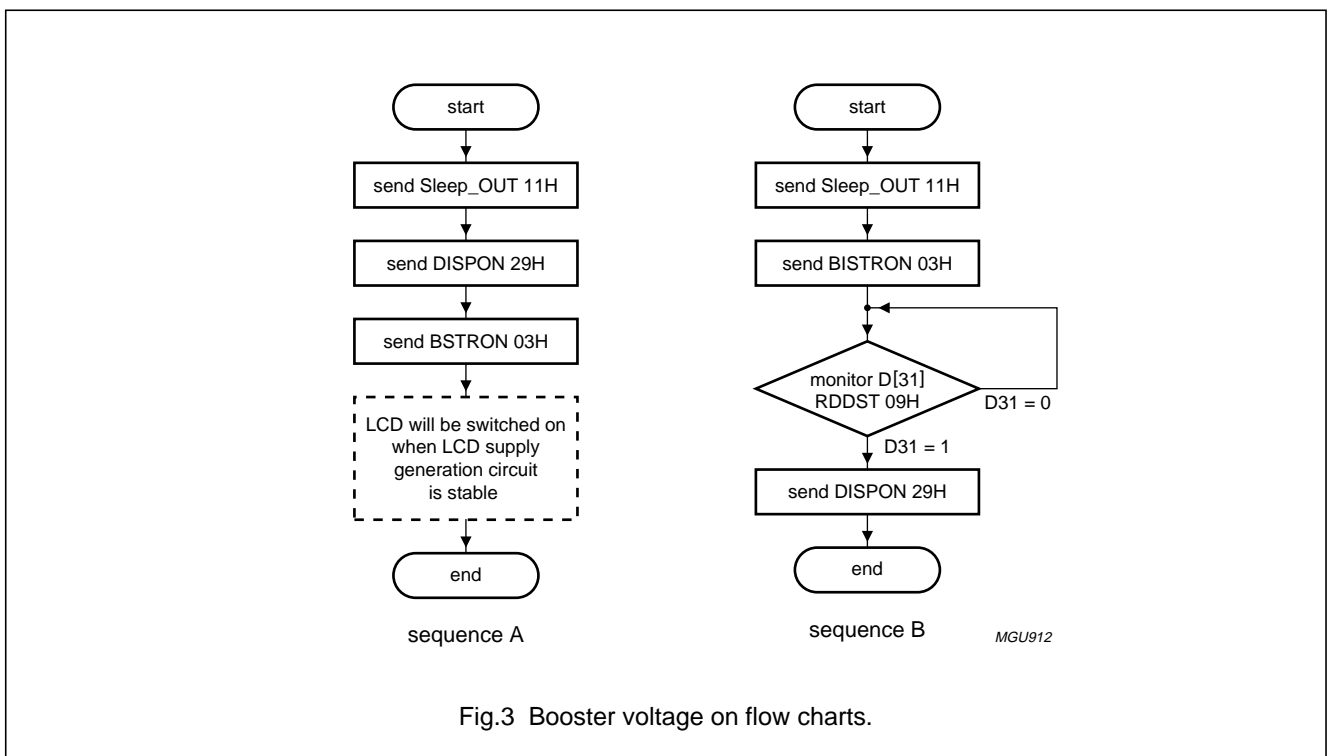 start
send Sleep_OUT 11H
send DISPON 29H
send BSTRON 03H
LCD will be switched on
when LCD supply
generation circuit
is stable
end
sequence A
start
send Sleep_OUT 11H
send BISTRON 03H
monitor D[31]
RDDST 09H
D31 = 0
D31 = 1
send DISPON 29H
end
sequence B
MGU912
Fig.3 Booster voltage on flow charts.